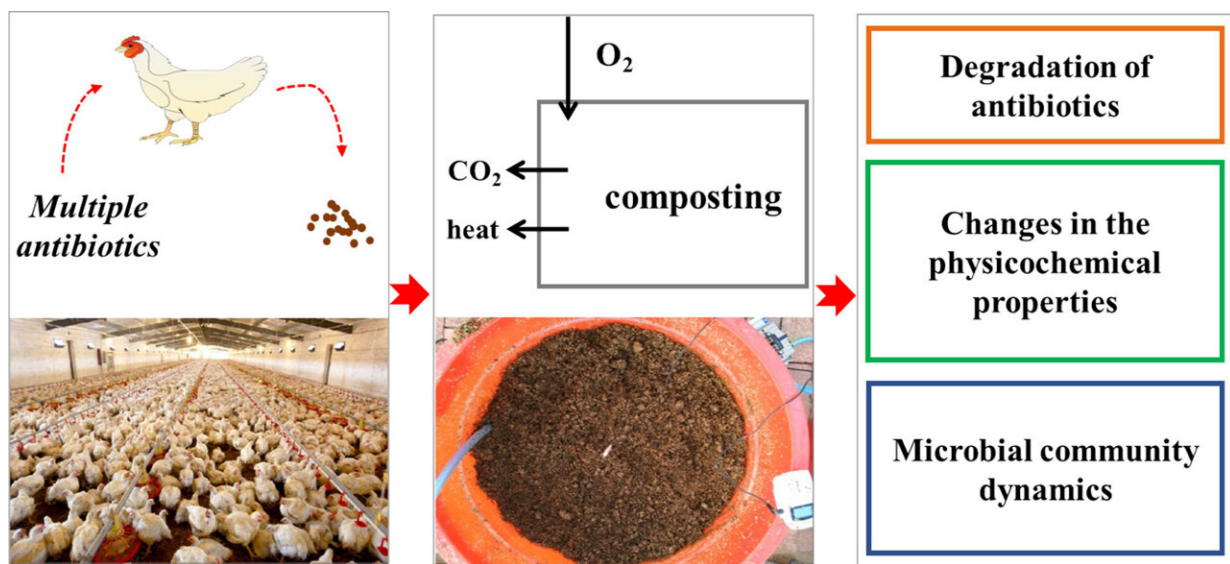 Multiple
antibiotics
O₂
CO₂
heat
composting
Degradation of
antibiotics
Changes in the
physicochemical
properties
Microbial community
dynamics